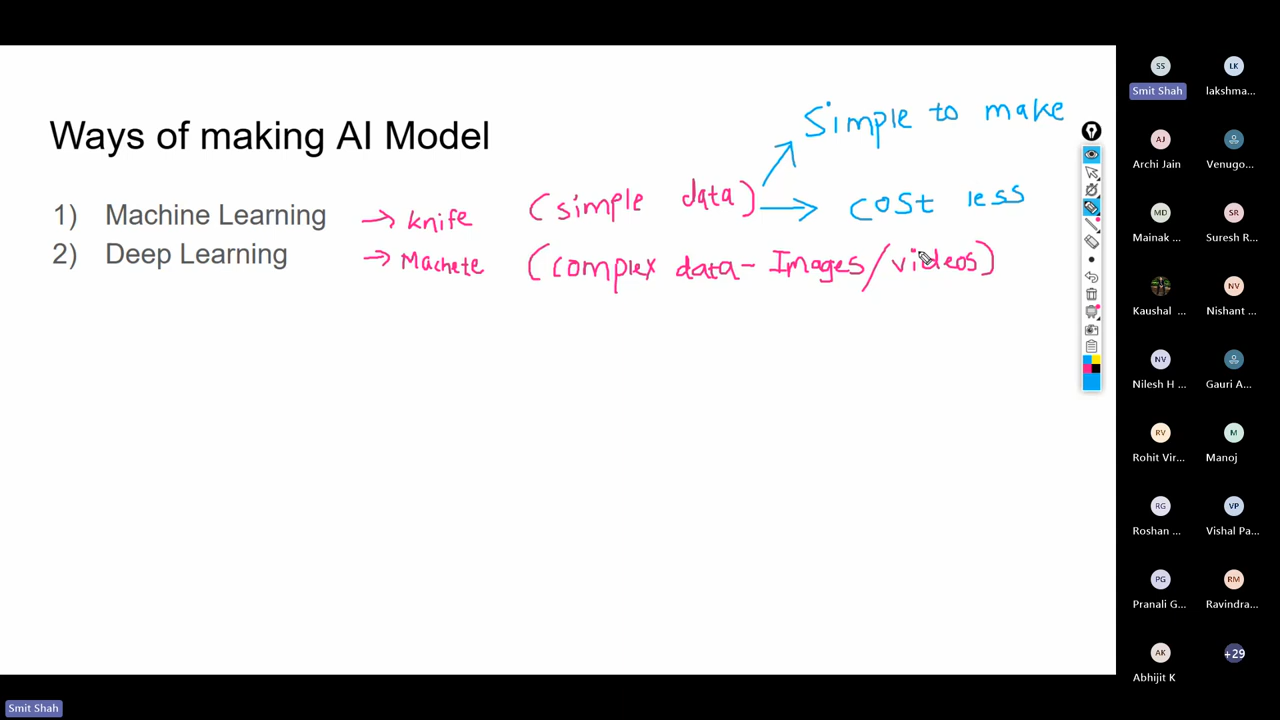 Ways of making AI Model
Simple to make
1) Machine Learning → knife (simple data) → cost less
2) Deep Learning → Machete (complex data - Images/videos)
SS LK
Smit Shah lakshma...
AJ
Archi Jain Venugo...
MD SR
Mainak ... Suresh R...
NV
Kaushal ... Nishant ...
NV
Nilesh H ... Gauri A...
RV M
Rohit Vir... Manoj
RG VP
Roshan ... Vishal Pa...
PG RM
Pranali G... Ravindra...
AK +29
Abhijit K
Smit Shah